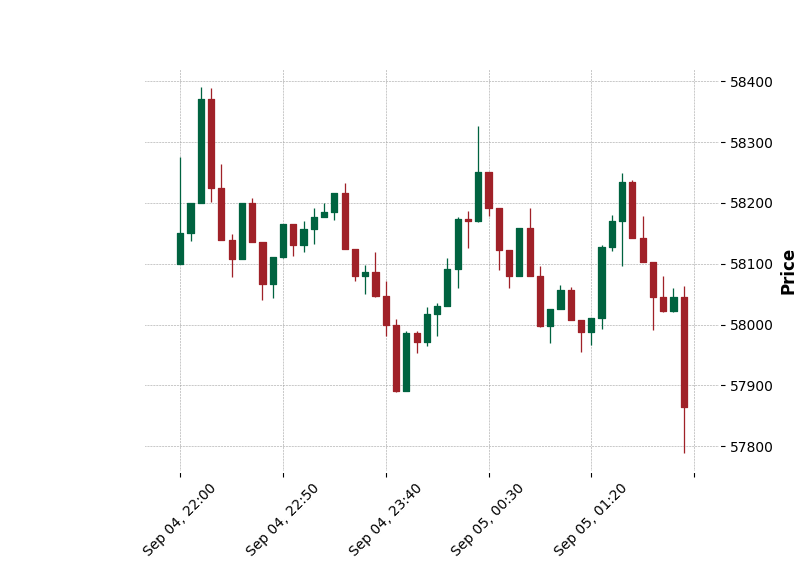 58400
58300
58200
58100
58000
57900
57800
Price
Sep 04, 22:00
Sep 04, 22:50
Sep 04, 23:40
Sep 05, 00:30
Sep 05, 01:20